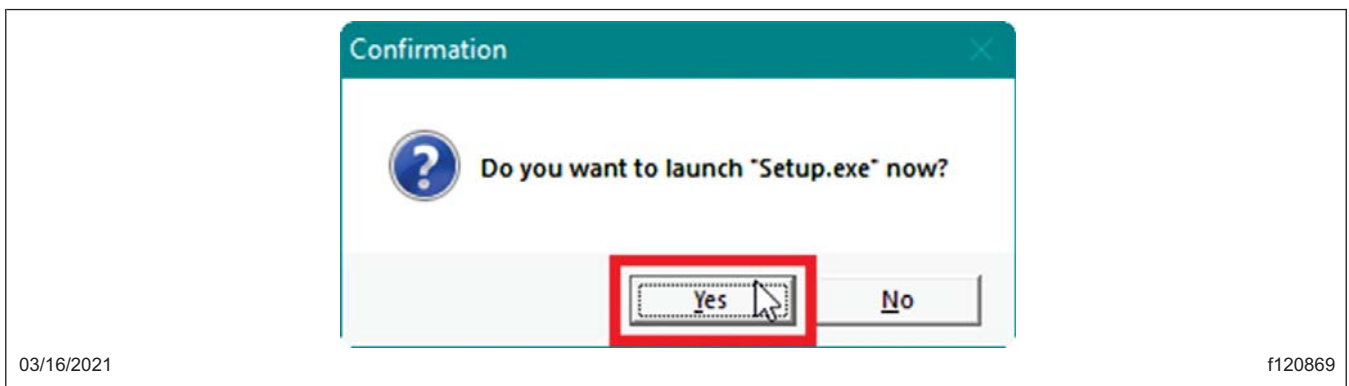 Confirmation
Do you want to launch "Setup.exe" now?
Yes No
03/16/2021 f120869